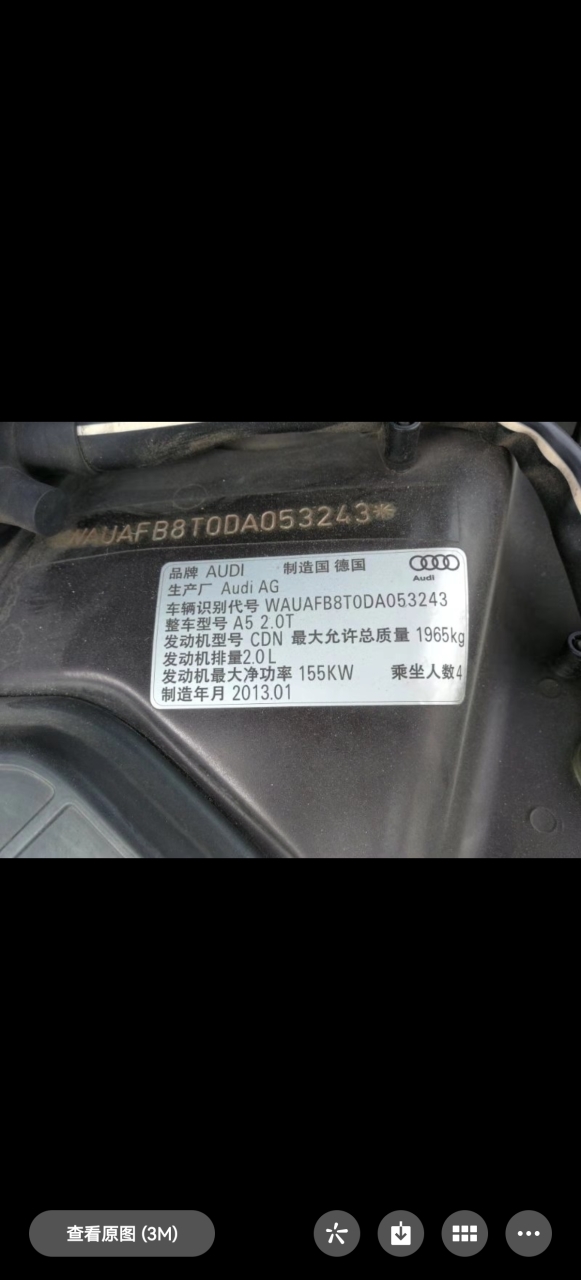 WAUAFB8T0DA053243*
品牌 AUDI 制造国 德国
Audi
生产厂 Audi AG
车辆识别代号 WAUAFB8T0DA053243
整车型号 A5 2.0T
发动机型号 CDN 最大允许总质量 1965kg
发动机排量2.0L
发动机最大净功率 155KW 乘坐人数4
制造年月 2013.01
查看原图 (3M)